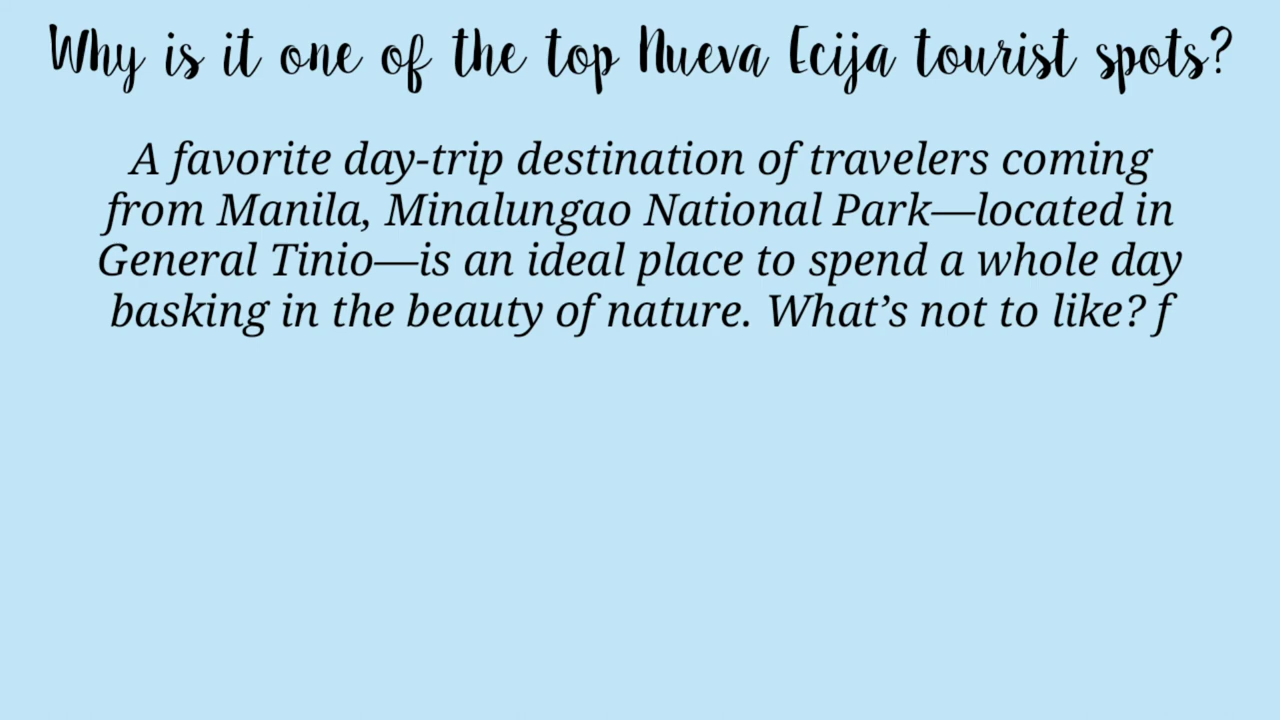 Why is it one of the top Nueva Ecija tourist spots?
A favorite day-trip destination of travelers coming
from Manila, Minalungao National Park—located in
General Tinio—is an ideal place to spend a whole day
basking in the beauty of nature. What’s not to like? f